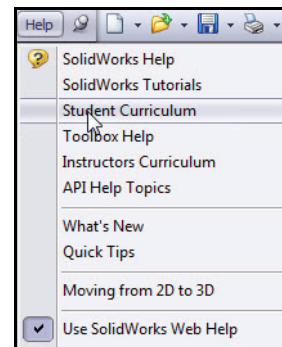 Help
SolidWorks Help
SolidWorks Tutorials
Student Curriculum
Toolbox Help
Instructors Curriculum
API Help Topics
What's New
Quick Tips
Moving from 2D to 3D
Use SolidWorks Web Help